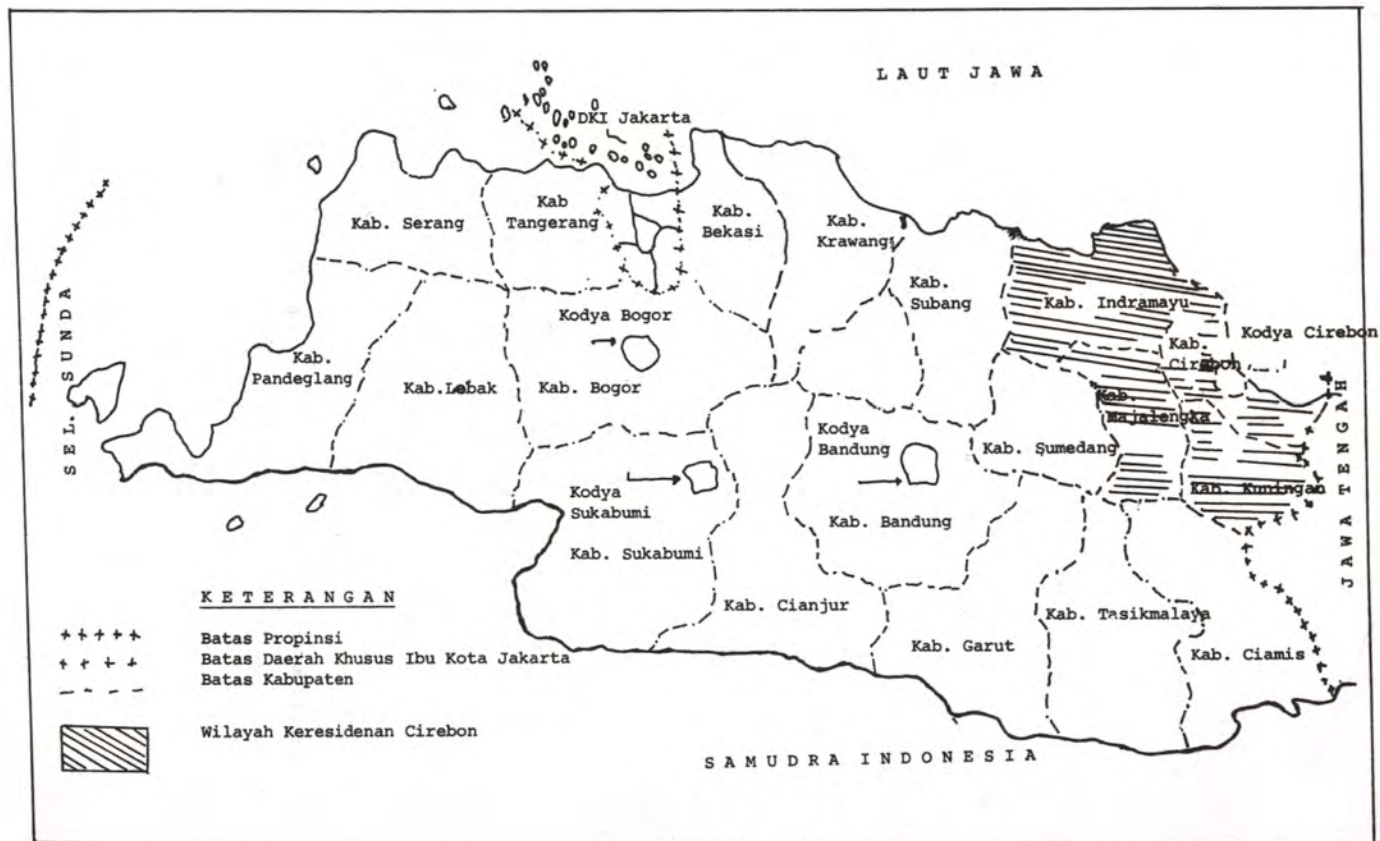 LAUT JAWA
DKI Jakarta
Kab. Serang
Kab
Tangerang
Kab.
Bekasi
Kab.
Krawang
Kab.
Subang
Kab. Indramayu
Kodya Cirebon
Kab.
Cirebon
SEL. SUNDA
Kab.
Pandeglang
Kab.Lebak
Kodya Bogor
Kab. Bogor
Kab.
Majalengka
Kodya
Bandung
Kab. Sumedang
Kab. Kuningan
JAWA TENGAH
Kodya
Sukabumi
Kab. Bandung
Kab. Sukabumi
Kab. Cianjur
Kab. Tasikmalaya
Kab. Garut
Kab. Ciamis
KETERANGAN
Batas Propinsi
Batas Daerah Khusus Ibu Kota Jakarta
Batas Kabupaten
Wilayah Keresidenan Cirebon
SAMUDRA INDONESIA